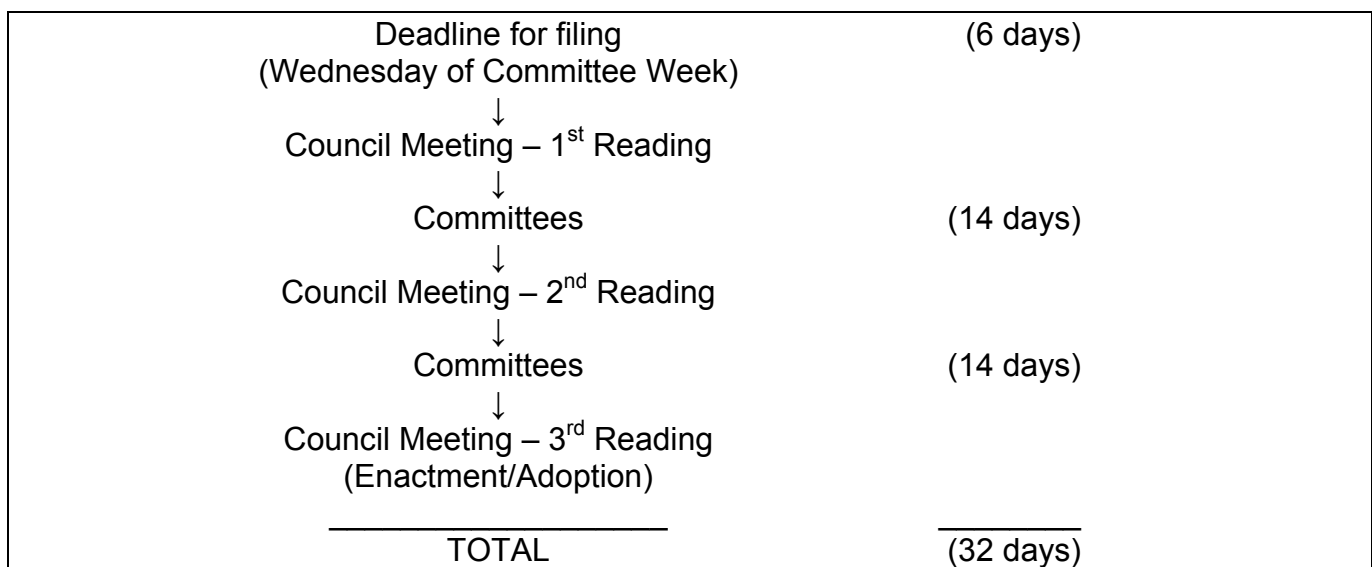 Deadline for filing (6 days)
(Wednesday of Committee Week)
↓
Council Meeting – 1st Reading
↓
Committees (14 days)
↓
Council Meeting – 2nd Reading
↓
Committees (14 days)
↓
Council Meeting – 3rd Reading
(Enactment/Adoption)
TOTAL (32 days)